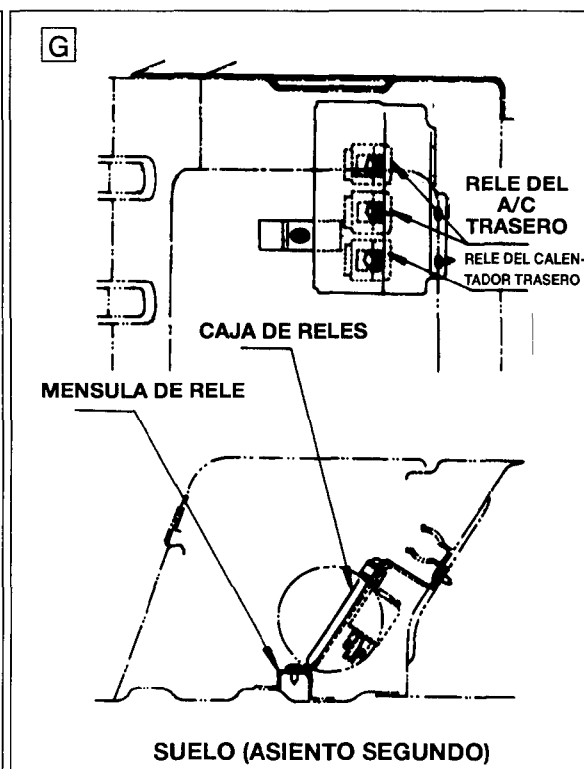 G
RELE DEL
A/C
TRASERO
RELE DEL CALEN-
TADOR TRASERO
CAJA DE RELES
MENSULA DE RELE
SUELO (ASIENTO SEGUNDO)